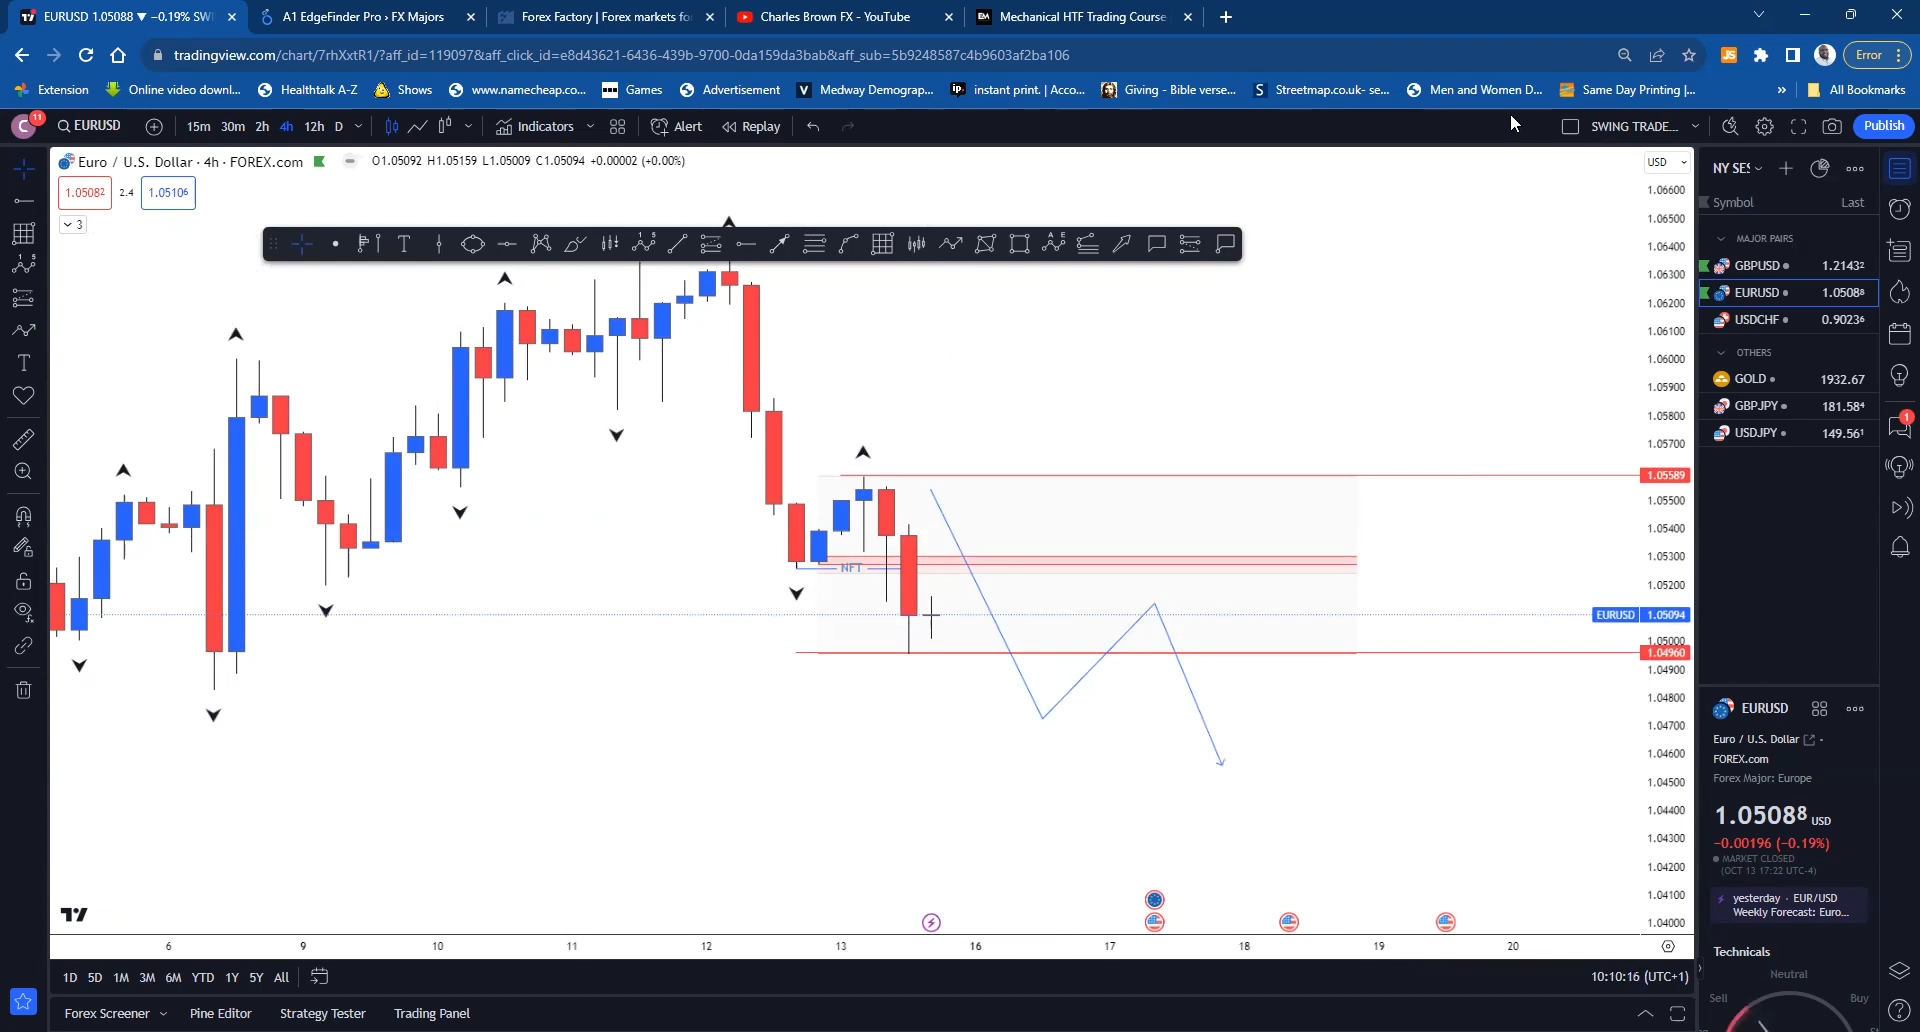 EURUSD 1.05088 ▼ −0.19% SW
A1 EdgeFinder Pro › FX Majors
Forex Factory | Forex markets fo
Charles Brown FX - YouTube
Mechanical HTF Trading Course
tradingview.com/chart/7rhXxtR1/?aff_id=119097&aff_click_id=e8d43621-6436-439b-9700-0da159da3bab&aff_sub=5b9248587c4b9603af2ba106
JS
Error
Extension
Online video downl...
Healthtalk A-Z
Shows
www.namecheap.co...
Games
Advertisement
Medway Demograp...
instant print. | Acco...
Giving - Bible verse...
Streetmap.co.uk- se...
Men and Women D...
Same Day Printing |...
»
All Bookmarks
C
11
EURUSD
15m
30m
2h
4h
12h
D
Indicators
Alert
Replay
SWING TRADE...
Publish
Euro / U.S. Dollar · 4h · FOREX.com
O1.05092 H1.05159 L1.05009 C1.05094 +0.00002 (+0.00%)
1.05082
2.4
1.05106
3
NFT
USD
1.06600
1.06500
1.06400
1.06300
1.06200
1.06100
1.06000
1.05900
1.05800
1.05700
1.05589
1.05500
1.05400
1.05300
1.05200
EURUSD
1.05094
1.05000
1.04960
1.04900
1.04800
1.04700
1.04600
1.04500
1.04400
1.04300
1.04200
1.04100
1.04000
6
9
10
11
12
13
16
17
18
19
20
1D
5D
1M
3M
6M
YTD
1Y
5Y
All
10:10:16 (UTC+1)
Forex Screener
Pine Editor
Strategy Tester
Trading Panel
NY SES
Symbol
Last
MAJOR PAIRS
GBPUSD
1.21432
EURUSD
1.05088
USDCHF
0.90236
OTHERS
GOLD
1932.67
GBPJPY
181.584
USDJPY
149.561
1
EURUSD
Euro / U.S. Dollar
FOREX.com
Forex Major: Europe
1.05088 USD
−0.00196 (−0.19%)
MARKET CLOSED
(OCT 13 17:22 UTC-4)
yesterday · EUR/USD
Weekly Forecast: Euro...
Technicals
Neutral
Sell
Buy